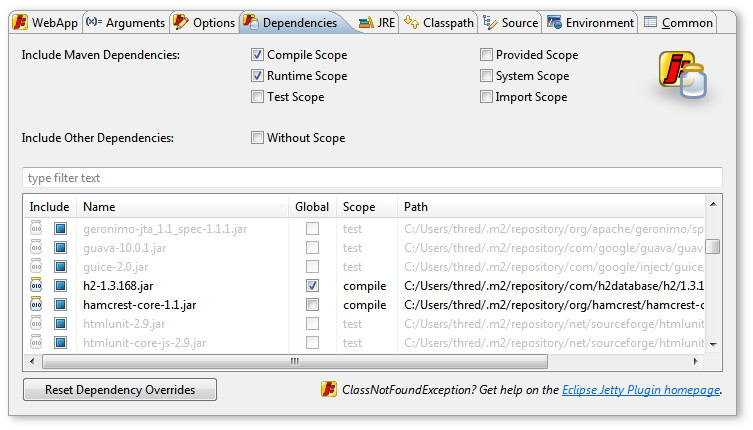 WebApp (x)= Arguments Options Dependencies JRE Classpath Source Environment Common
Include Maven Dependencies: Compile Scope Provided Scope
Runtime Scope System Scope
Test Scope Import Scope
Include Other Dependencies: Without Scope
type filter text
Include Name Global Scope Path
geronimo-jta_1.1_spec-1.1.1.jar test C:/Users/thred/.m2/repository/org/apache/geronimo/sp
guava-10.0.1.jar test C:/Users/thred/.m2/repository/com/google/guava/guav
guice-2.0.jar test C:/Users/thred/.m2/repository/com/google/inject/guice,
h2-1.3.168.jar compile C:/Users/thred/.m2/repository/com/h2database/h2/1.3.1
hamcrest-core-1.1.jar compile C:/Users/thred/.m2/repository/org/hamcrest/hamcrest-c
htmlunit-2.9.jar test C:/Users/thred/.m2/repository/net/sourceforge/htmlunit
htmlunit-core-js-2.9.jar test C:/Users/thred/.m2/repository/net/sourceforge/htmlunit
Reset Dependency Overrides ClassNotFoundException? Get help on the Eclipse Jetty Plugin homepage.